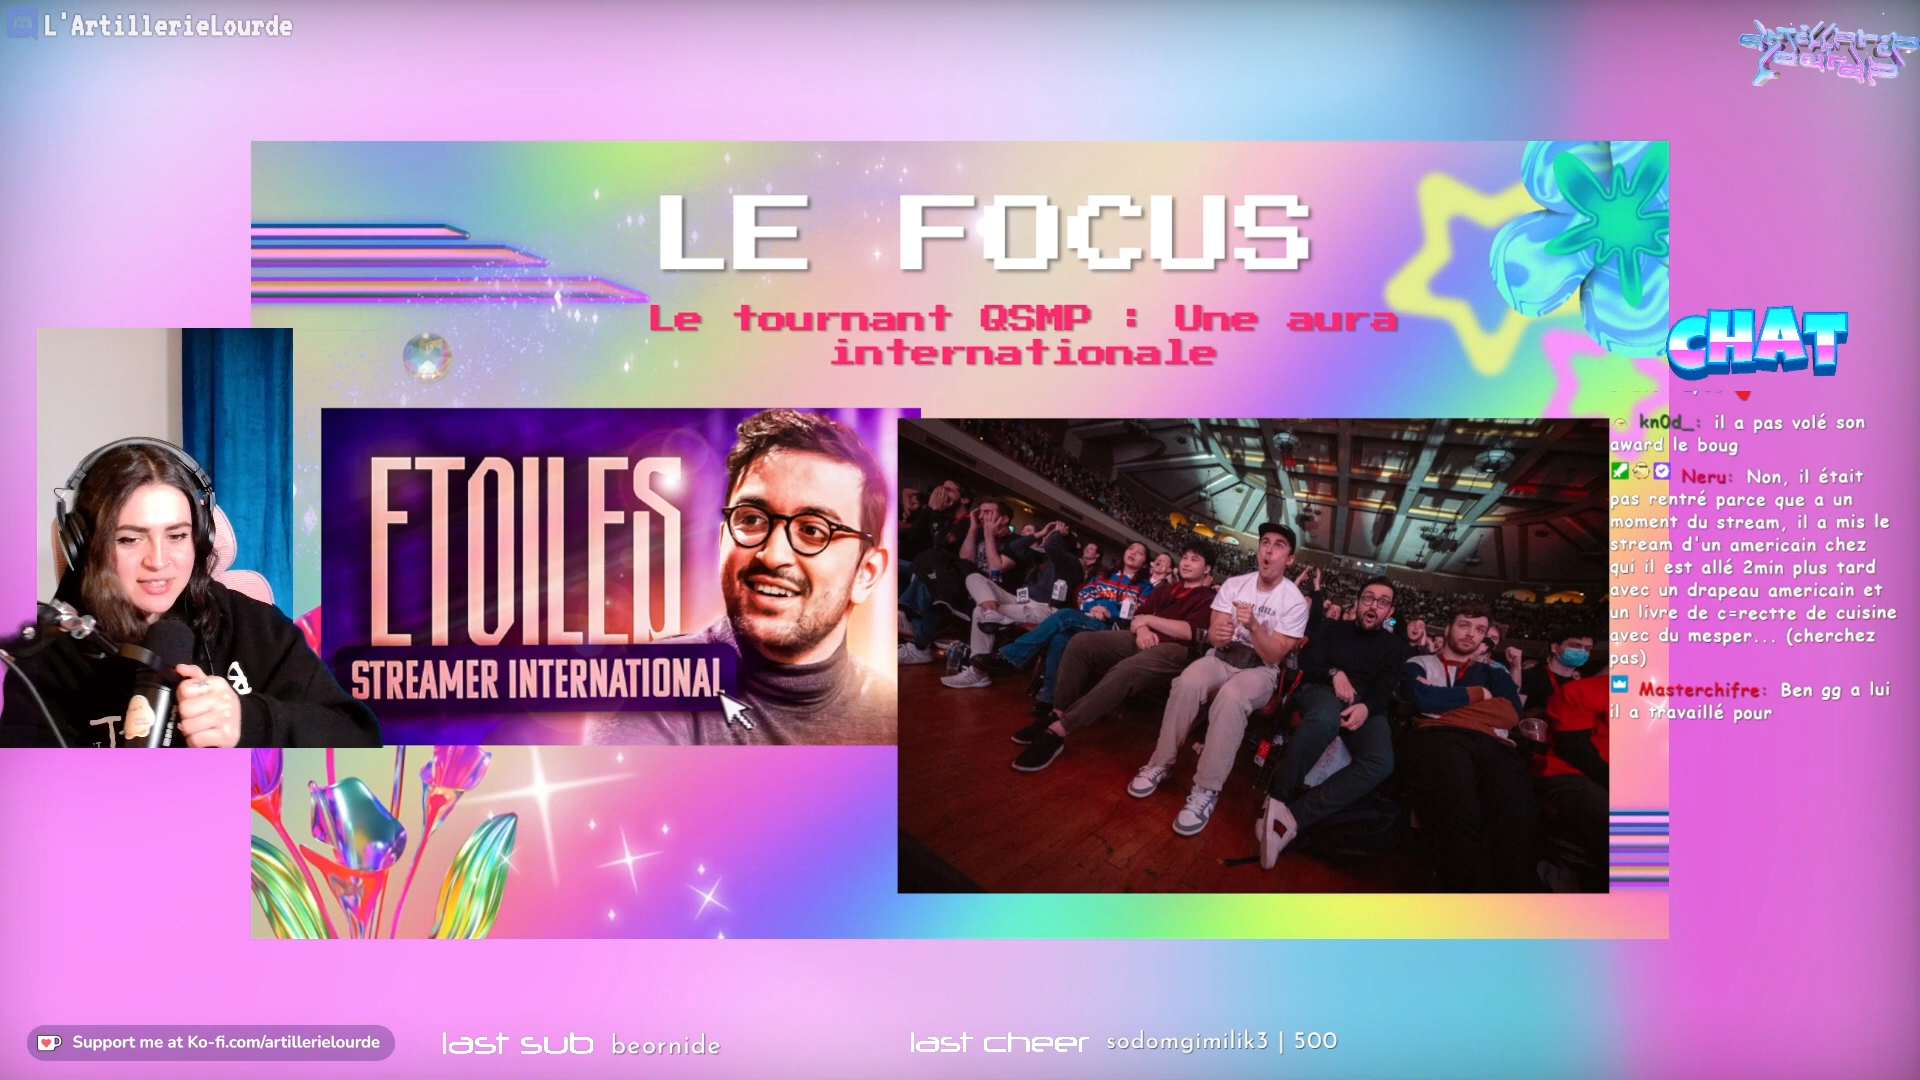 L'ArtillerieLourde
LE FOCUS
Le tournant QSMP : Une aura
internationale
ETOILES
STREAMER INTERNATIONAL
CHAT
kn0d_: il a pas volé son
award le boug
Neru: Non, il était
pas rentré parce que a un
moment du stream, il a mis le
stream d'un americain chez
qui il est allé 2min plus tard
avec un drapeau americain et
un livre de c=rectte de cuisine
avec du mesper... (cherchez
pas)
Masterchifre: Ben gg a lui
il a travaillé pour
Support me at Ko-fi.com/artillerielourde
last sub beornide
last cheer sodomgimilik3 | 500